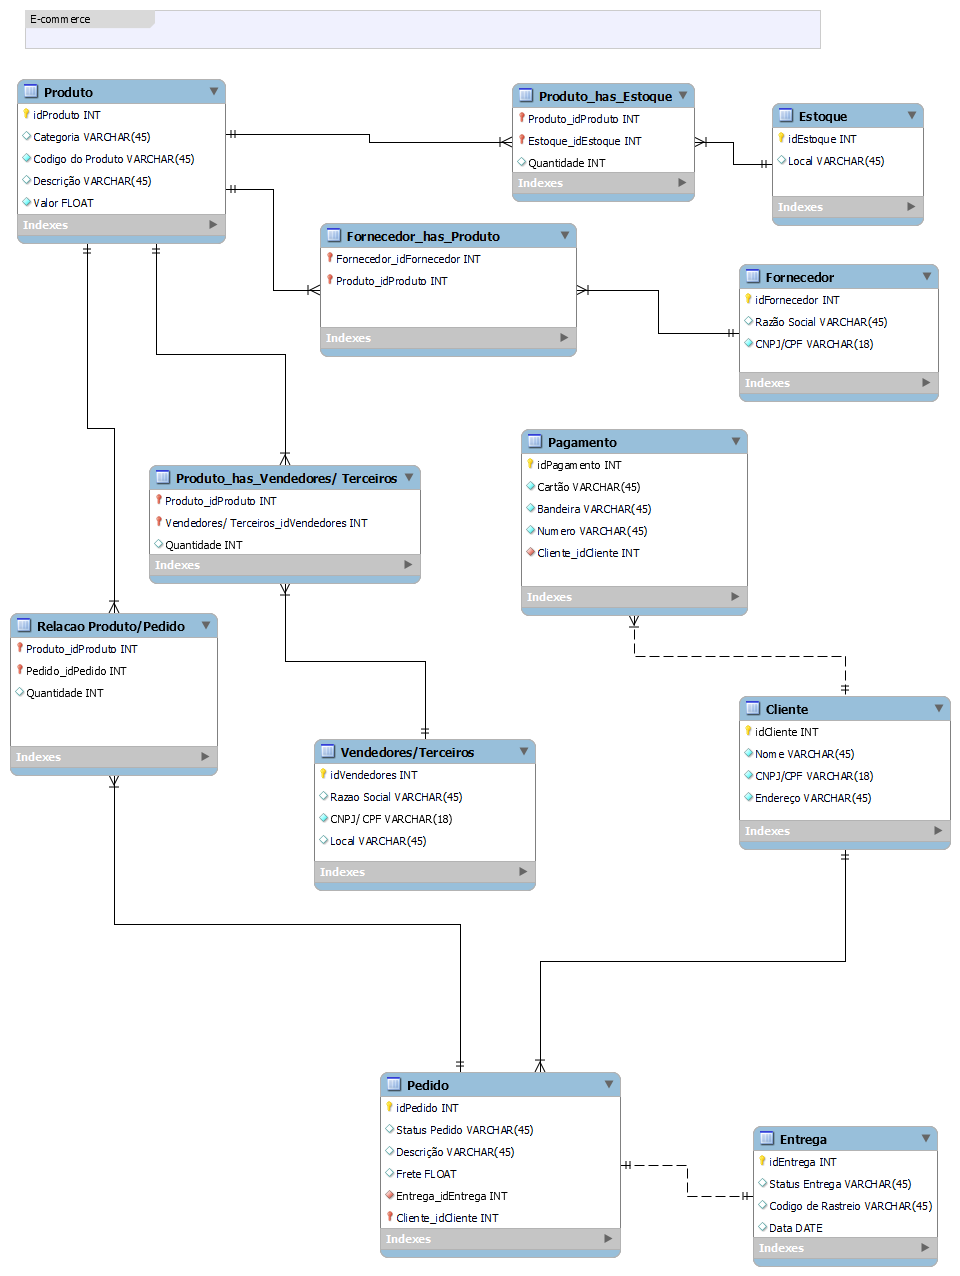 E-commerce
Produto
idProduto INT
Categoria VARCHAR(45)
Codigo do Produto VARCHAR(45)
Descrição VARCHAR(45)
Valor FLOAT
Indexes
Produto_has_Estoque
Produto_idProduto INT
Estoque_idEstoque INT
Quantidade INT
Indexes
Estoque
idEstoque INT
Local VARCHAR(45)
Indexes
Fornecedor_has_Produto
Fornecedor_idFornecedor INT
Produto_idProduto INT
Indexes
Fornecedor
idFornecedor INT
Razão Social VARCHAR(45)
CNPJ/CPF VARCHAR(18)
Indexes
Pagamento
idPagamento INT
Cartão VARCHAR(45)
Bandeira VARCHAR(45)
Numero VARCHAR(45)
Cliente_idCliente INT
Indexes
Produto_has_Vendedores/ Terceiros
Produto_idProduto INT
Vendedores/ Terceiros_idVendedores INT
Quantidade INT
Indexes
Relacao Produto/Pedido
Produto_idProduto INT
Pedido_idPedido INT
Quantidade INT
Indexes
Cliente
idCliente INT
Nome VARCHAR(45)
CNPJ/CPF VARCHAR(18)
Endereço VARCHAR(45)
Indexes
Vendedores/Terceiros
idVendedores INT
Razao Social VARCHAR(45)
CNPJ/ CPF VARCHAR(18)
Local VARCHAR(45)
Indexes
Pedido
idPedido INT
Status Pedido VARCHAR(45)
Descrição VARCHAR(45)
Frete FLOAT
Entrega_idEntrega INT
Cliente_idCliente INT
Indexes
Entrega
idEntrega INT
Status Entrega VARCHAR(45)
Codigo de Rastreio VARCHAR(45)
Data DATE
Indexes